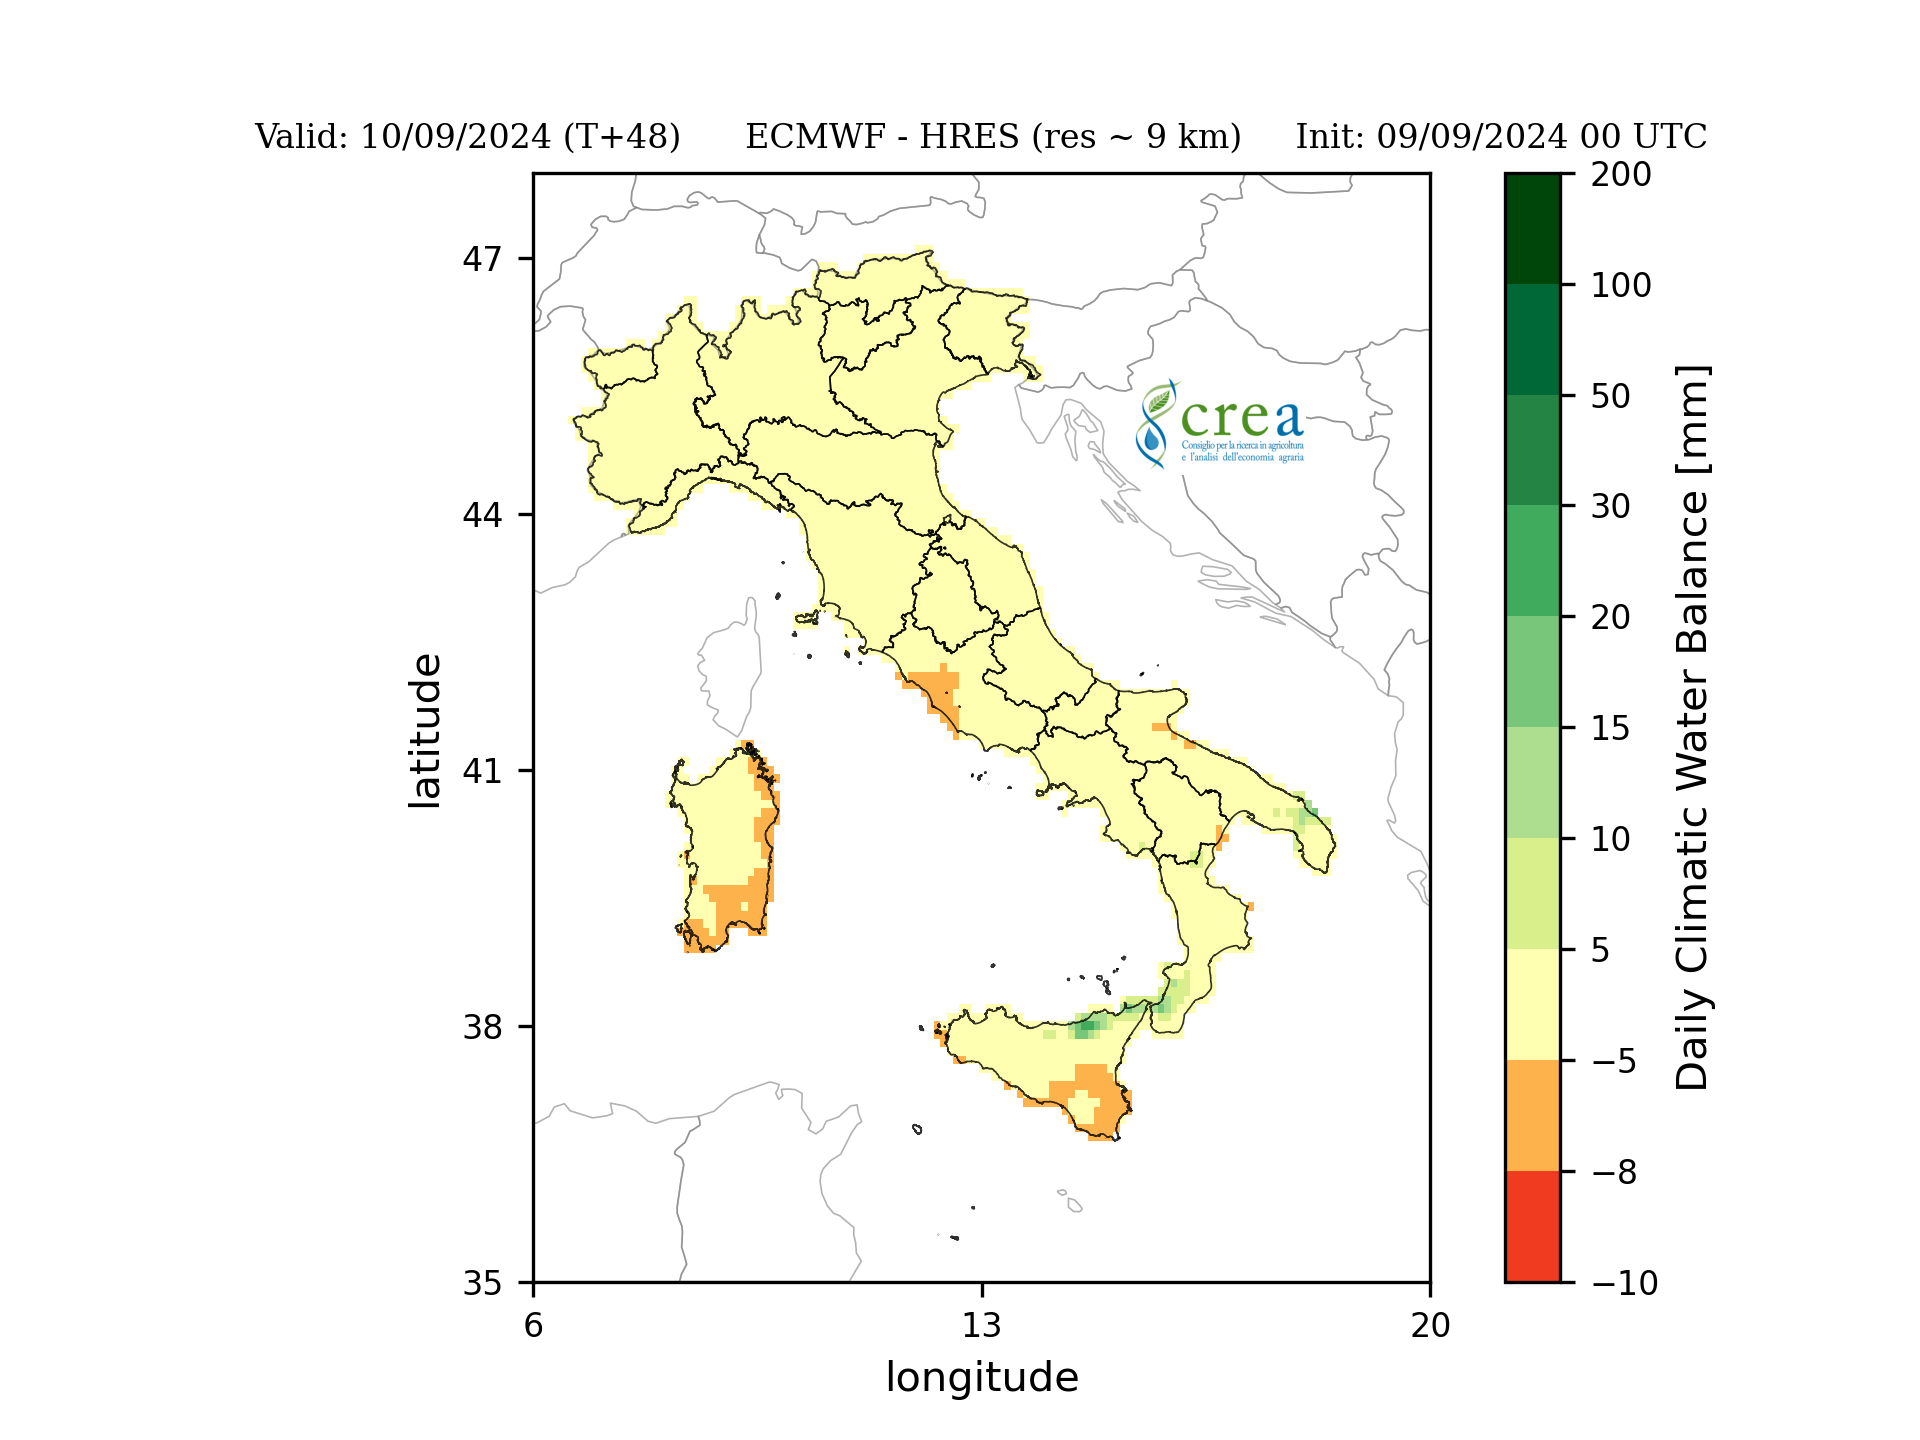 Valid: 10/09/2024 (T+48) ECMWF - HRES (res ~ 9 km) Init: 09/09/2024 00 UTC
200
100
50
30
20
15
10
5
−5
−8
−10
Daily Climatic Water Balance [mm]
47
44
41
38
35
latitude
6 13 20
longitude
crea
Consiglio per la ricerca in agricoltura
e l'analisi dell'economia agraria